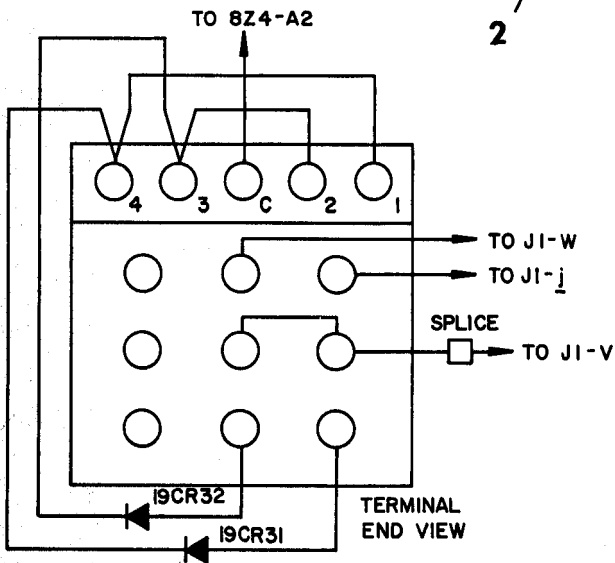 TO 8Z4-A2
2
4 3 C 2 1
TO J1-W
TO J1-j
SPLICE
TO J1-V
19CR32
19CR31
TERMINAL
END VIEW